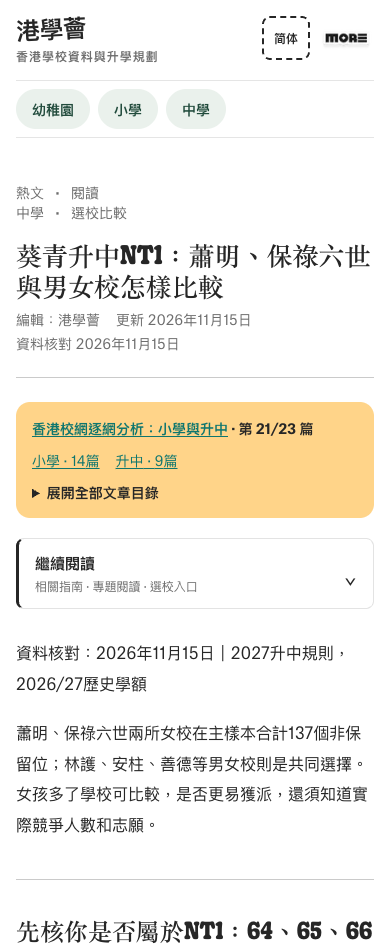 港學薈
香港學校資料與升學規劃
简体
MORE
幼稚園
小學
中學
熱文 • 閱讀
中學 • 選校比較
葵青升中NT1：蕭明、保祿六世
與男女校怎樣比較
編輯：港學薈 更新 2026年11月15日
資料核對 2026年11月15日
香港校網逐網分析：小學與升中 · 第 21/23 篇
小學 · 14篇 升中 · 9篇
▶ 展開全部文章目錄
繼續閱讀
相關指南 · 專題閱讀 · 選校入口
資料核對：2026年11月15日｜2027升中規則，
2026/27歷史學額
蕭明、保祿六世兩所女校在主樣本合計137個非保
留位；林護、安柱、善德等男女校則是共同選擇。
女孩多了學校可比較，是否更易獲派，還須知道實
際競爭人數和志願。
先核你是否屬於NT1：64、65、66